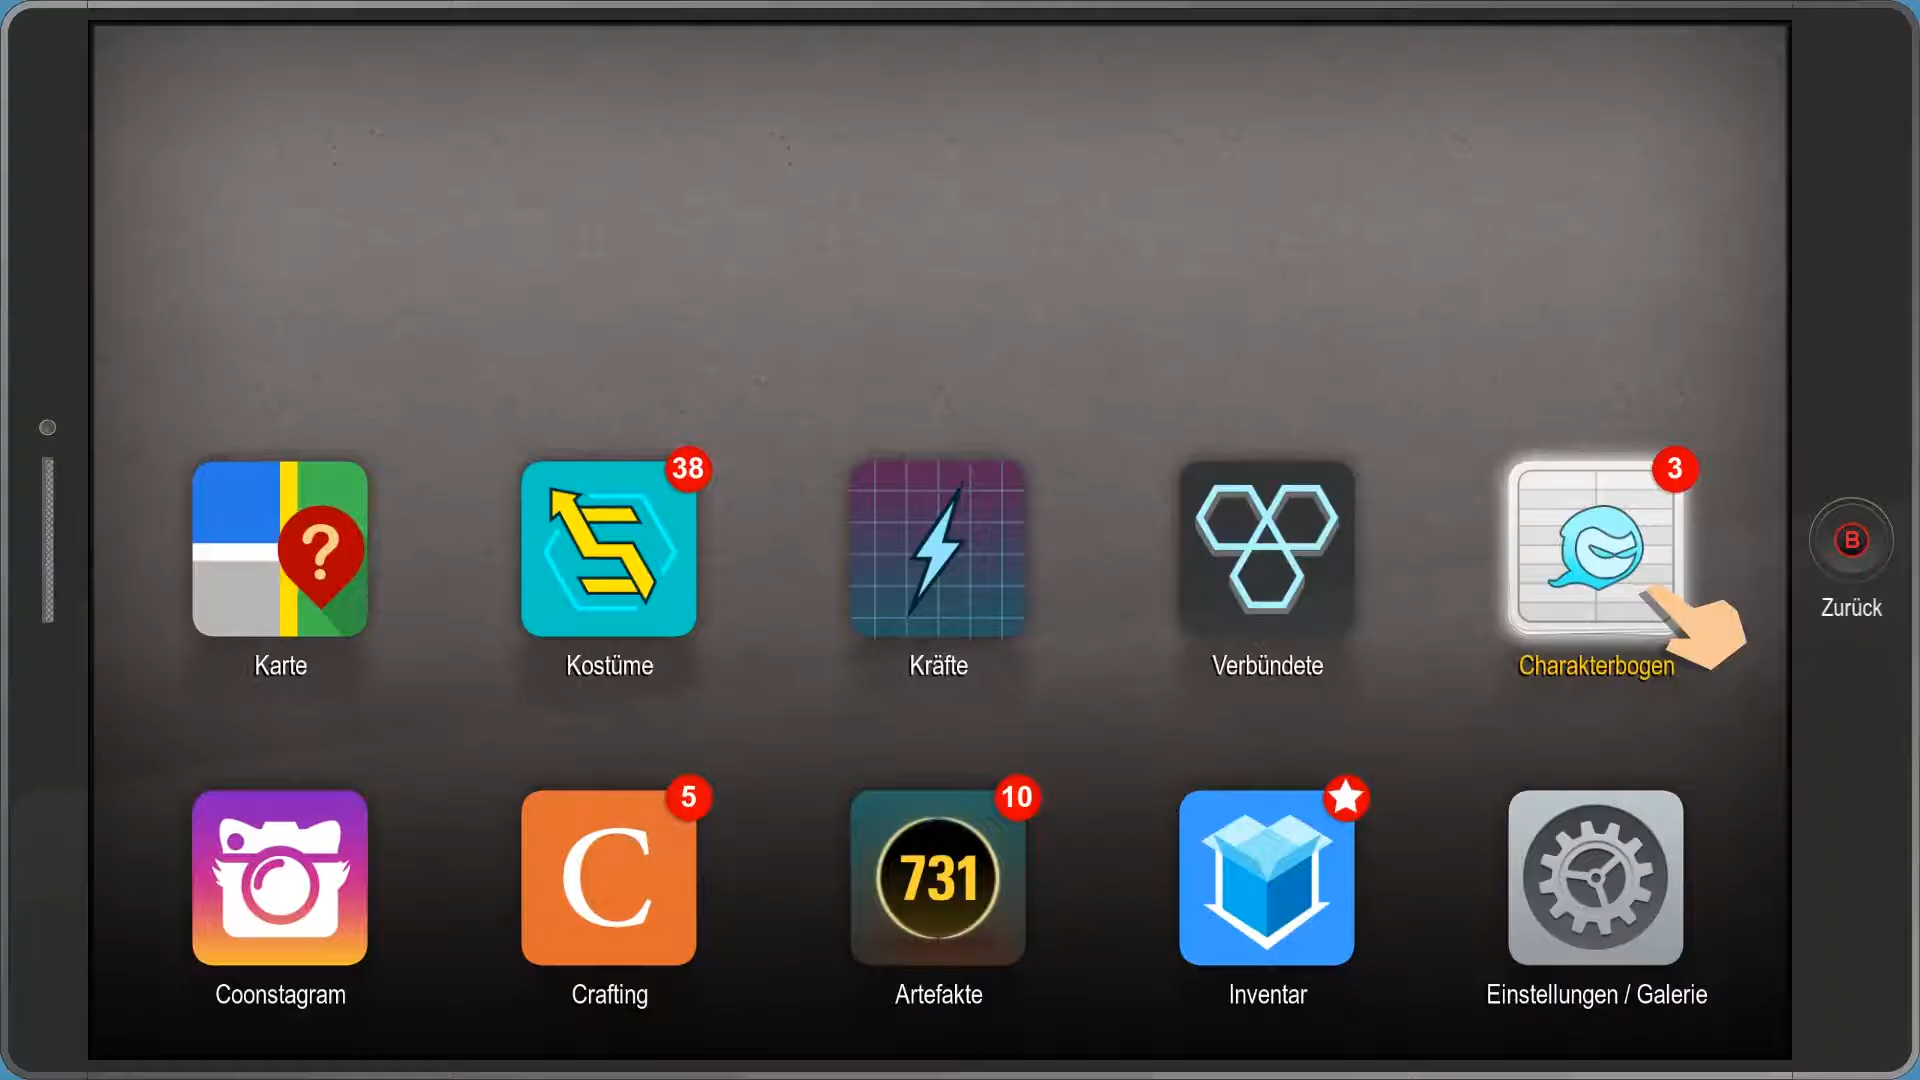 ?
38
3
Karte
Kostüme
Kräfte
Verbündete
Charakterbogen
B
Zurück
C
5
731
10
Coonstagram
Crafting
Artefakte
Inventar
Einstellungen / Galerie